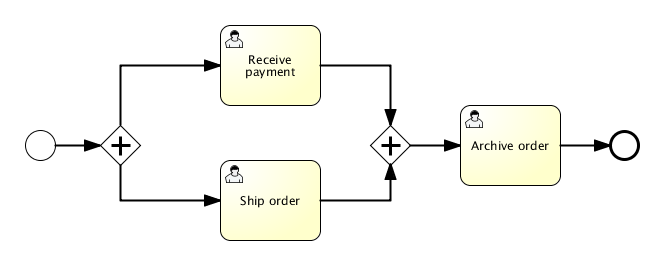 Receive
payment
Ship order
Archive order